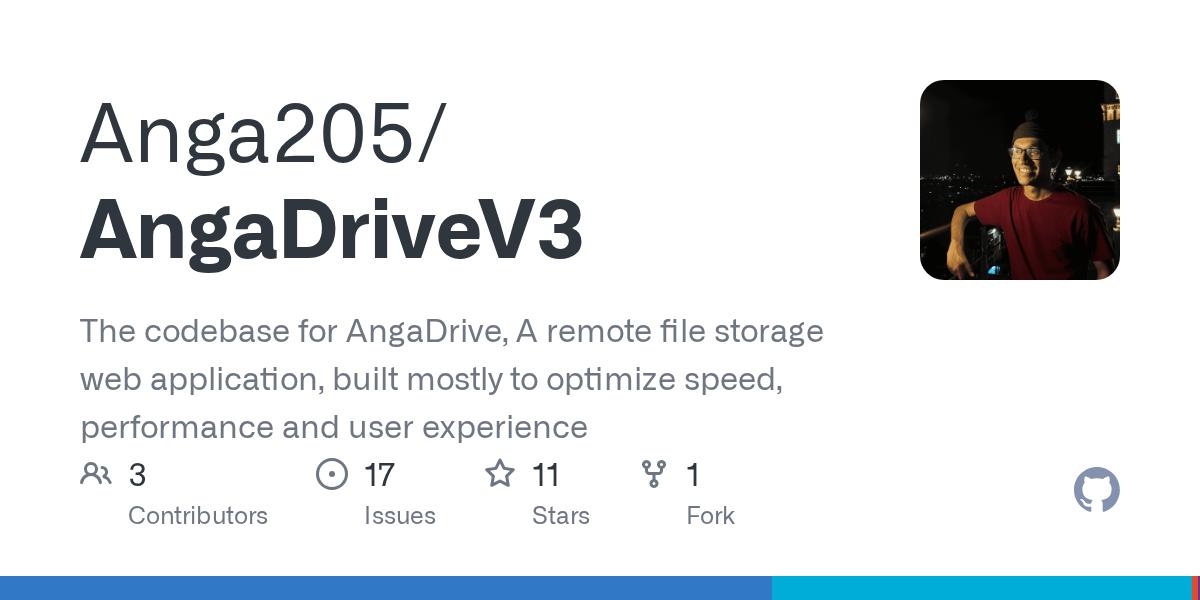 Anga205/
AngaDriveV3
The codebase for AngaDrive, A remote file storage
web application, built mostly to optimize speed,
performance and user experience
3 17 11 1
Contributors Issues Stars Fork